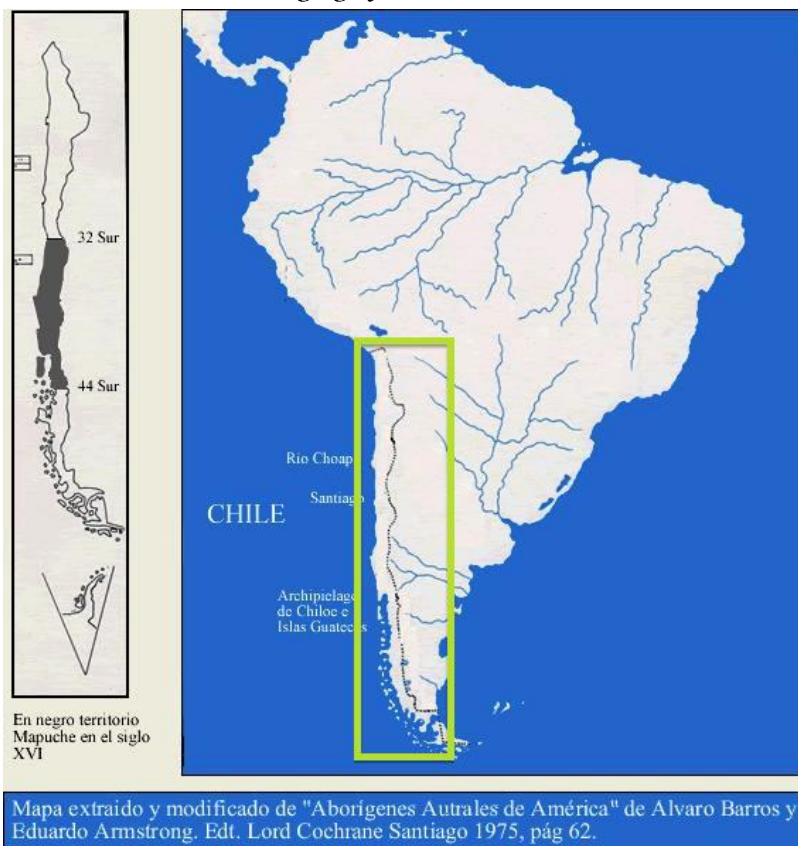 32 Sur
44 Sur
En negro territorio
Mapuche en el siglo
XVI
Rio Choap
Santiago
CHILE
Archipielago
de Chiloe e
Islas Guatecas
Mapa extraido y modificado de "Aborígenes Autrales de América" de Alvaro Barros y
Eduardo Armstrong. Edt. Lord Cochrane Santiago 1975, pág 62.